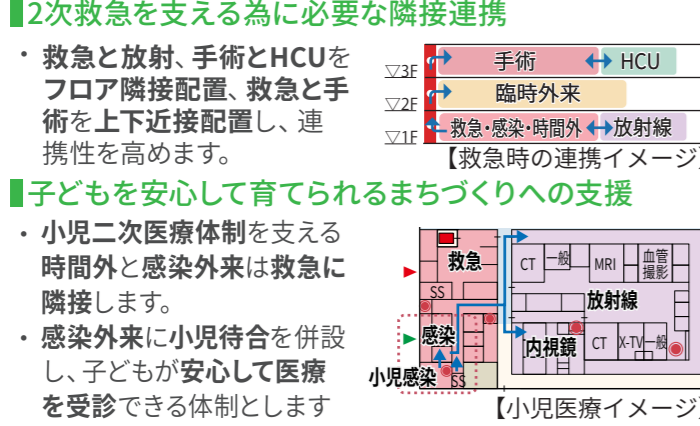 2次救急を支える為に必要な隣接連携
・ 救急と放射、手術とHCUを
フロア隣接配置、救急と手
術を上下近接配置し、連
携性を高めます。
▽3F 手術 HCU
▽2F 臨時外来
▽1F 救急・感染・時間外 放射線
【救急時の連携イメージ】
子どもを安心して育てられるまちづくりへの支援
・ 小児二次医療体制を支える
時間外と感染外来は救急に
隣接します。
・ 感染外来に小児待合を併設
し、子どもが安心して医療
を受診できる体制とします
救急
SS
感染
小児感染
SS
CT 一般 MRI 血管
撮影
放射線
内視鏡 CT X-TV 一般
【小児医療イメージ】